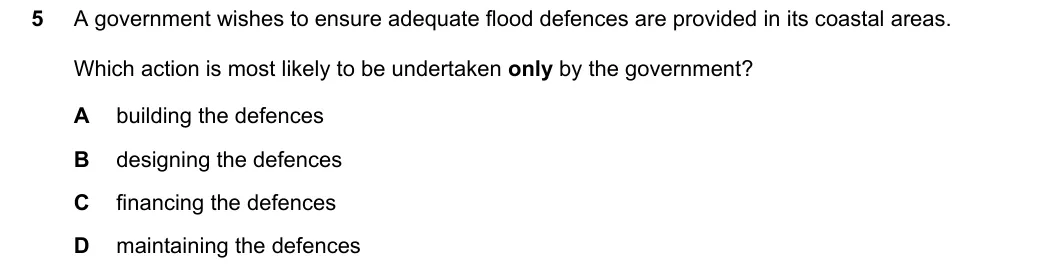 5 A government wishes to ensure adequate flood defences are provided in its coastal areas.
Which action is most likely to be undertaken only by the government?
A building the defences
B designing the defences
C financing the defences
D maintaining the defences